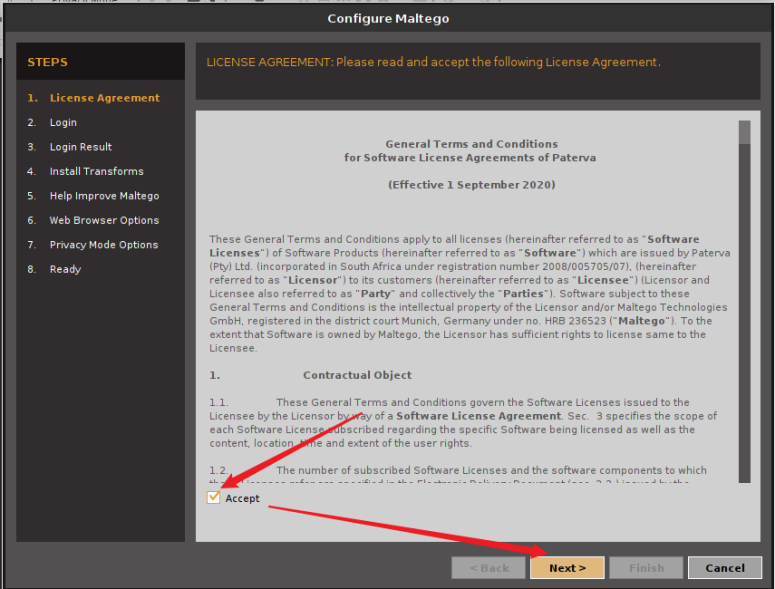 Configure Maltego
STEPS
1. License Agreement
2. Login
3. Login Result
4. Install Transforms
5. Help Improve Maltego
6. Web Browser Options
7. Privacy Mode Options
8. Ready
LICENSE AGREEMENT: Please read and accept the following License Agreement.
General Terms and Conditions
for Software License Agreements of Paterva
(Effective 1 September 2020)
These General Terms and Conditions apply to all licenses (hereinafter referred to as "Software
Licenses") of Software Products (hereinafter referred to as "Software") which are issued by Paterva
(Pty) Ltd. (incorporated in South Africa under registration number 2008/005705/07), (hereinafter
referred to as "Licensor") to its customers (hereinafter referred to as "Licensee") (Licensor and
Licensee also referred to as "Party" and collectively the "Parties"). Software subject to these
General Terms and Conditions is the intellectual property of the Licensor and/or Maltego Technologies
GmbH, registered in the district court Munich, Germany under no. HRB 236523 ("Maltego"). To the
extent that Software is owned by Maltego, the Licensor has sufficient rights to license same to the
Licensee.
1. Contractual Object
1.1. These General Terms and Conditions govern the Software Licenses issued to the
Licensee by the Licensor by way of a Software License Agreement. Sec. 3 specifies the scope of
each Software License subscribed regarding the specific Software being licensed as well as the
content, location, time and extent of the user rights.
1.2. The number of subscribed Software Licenses and the software components to which
Accept
< Back
Next >
Finish
Cancel